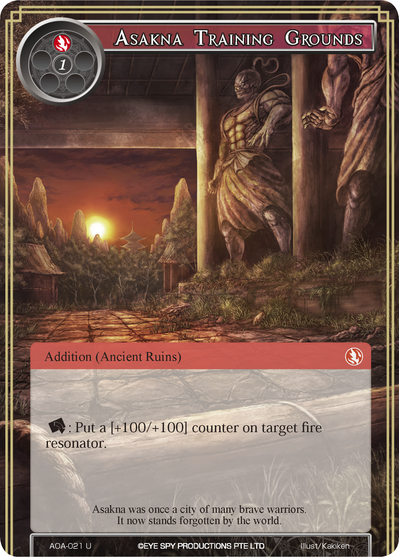 Asakna Training Grounds
1
Addition (Ancient Ruins)
: Put a [+100/+100] counter on target fire
resonator.
Asakna was once a city of many brave warriors.
It now stands forgotten by the world.
AOA-021 U ©EYE SPY PRODUCTIONS PTE LTD Illust/Kakiken